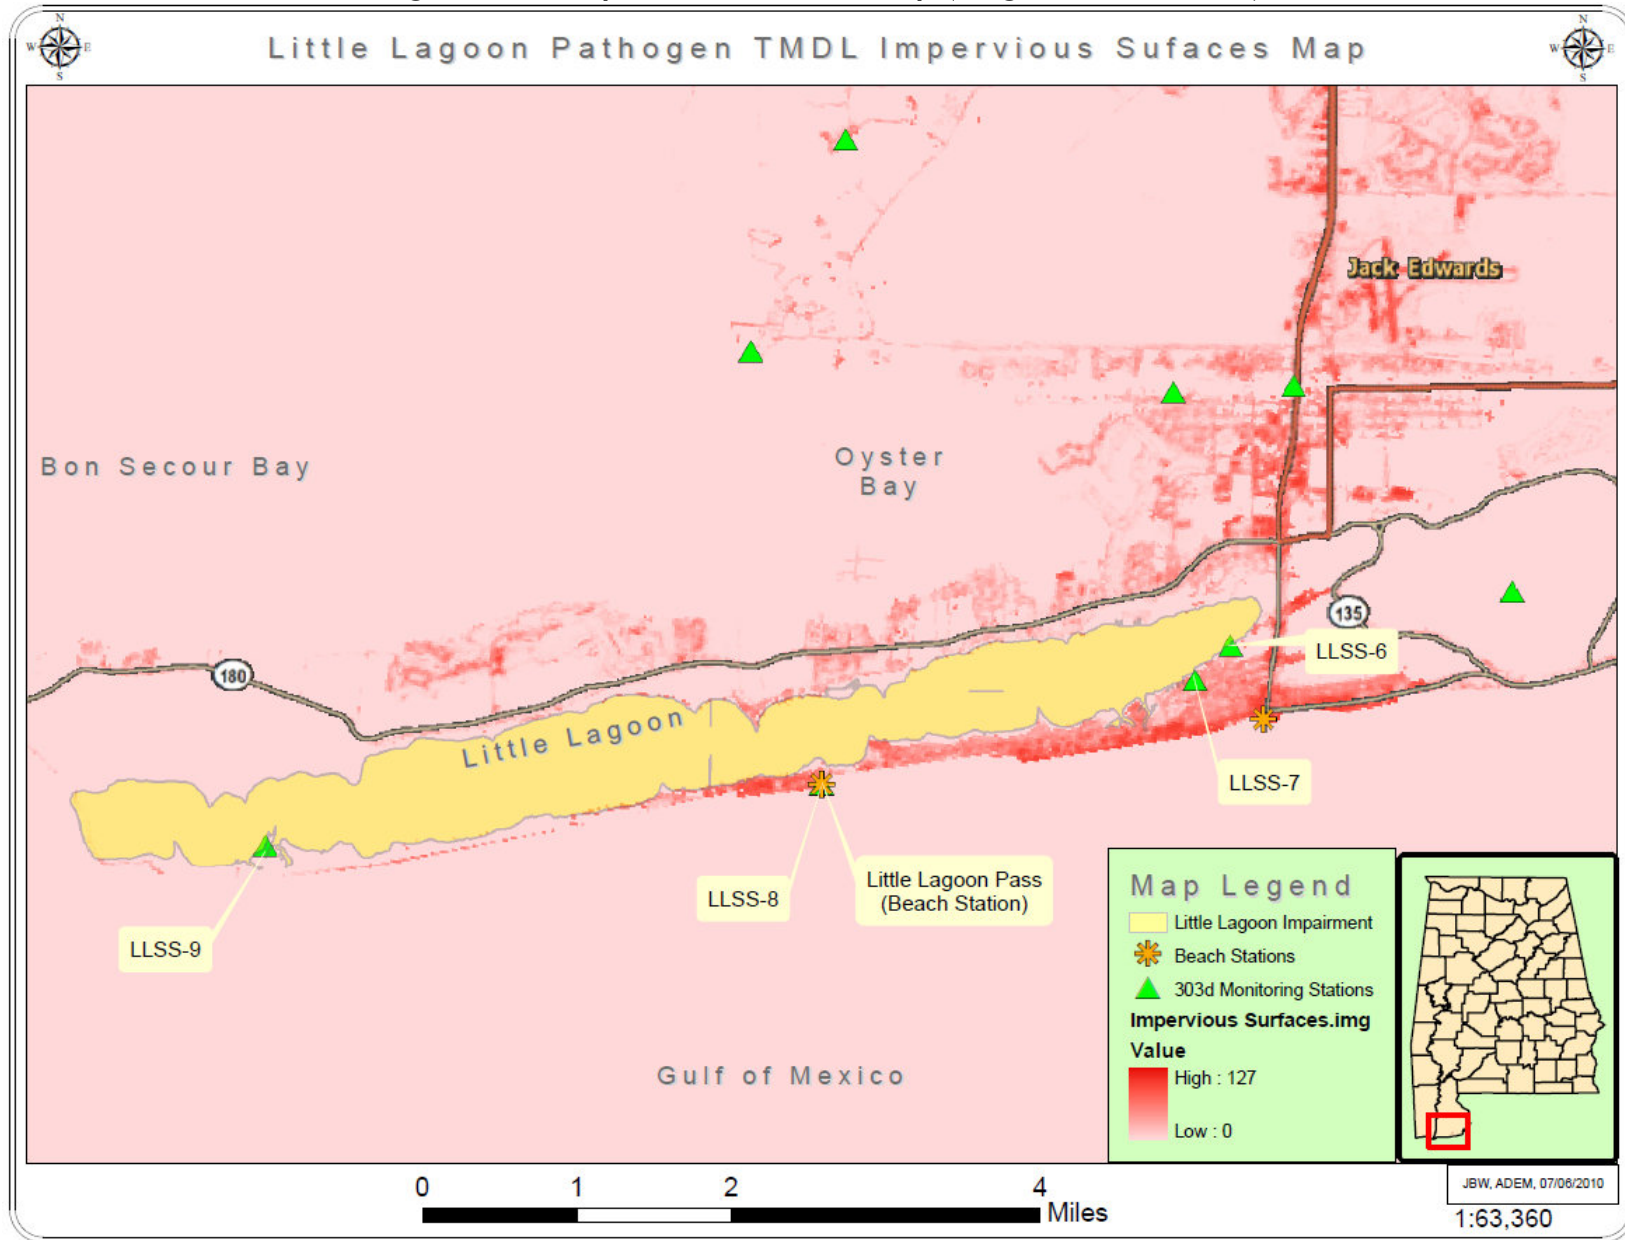 N
W E
S
Little Lagoon Pathogen TMDL Impervious Sufaces Map
N
W E
S
Jack Edwards
Bon Secour Bay
Oyster
Bay
135
LLSS-6
180
Little Lagoon
LLSS-7
LLSS-8
Little Lagoon Pass
(Beach Station)
LLSS-9
Gulf of Mexico
Map Legend
Little Lagoon Impairment
Beach Stations
303d Monitoring Stations
Impervious Surfaces.img
Value
High : 127
Low : 0
0 1 2 4
Miles
JBW, ADEM, 07/06/2010
1:63,360